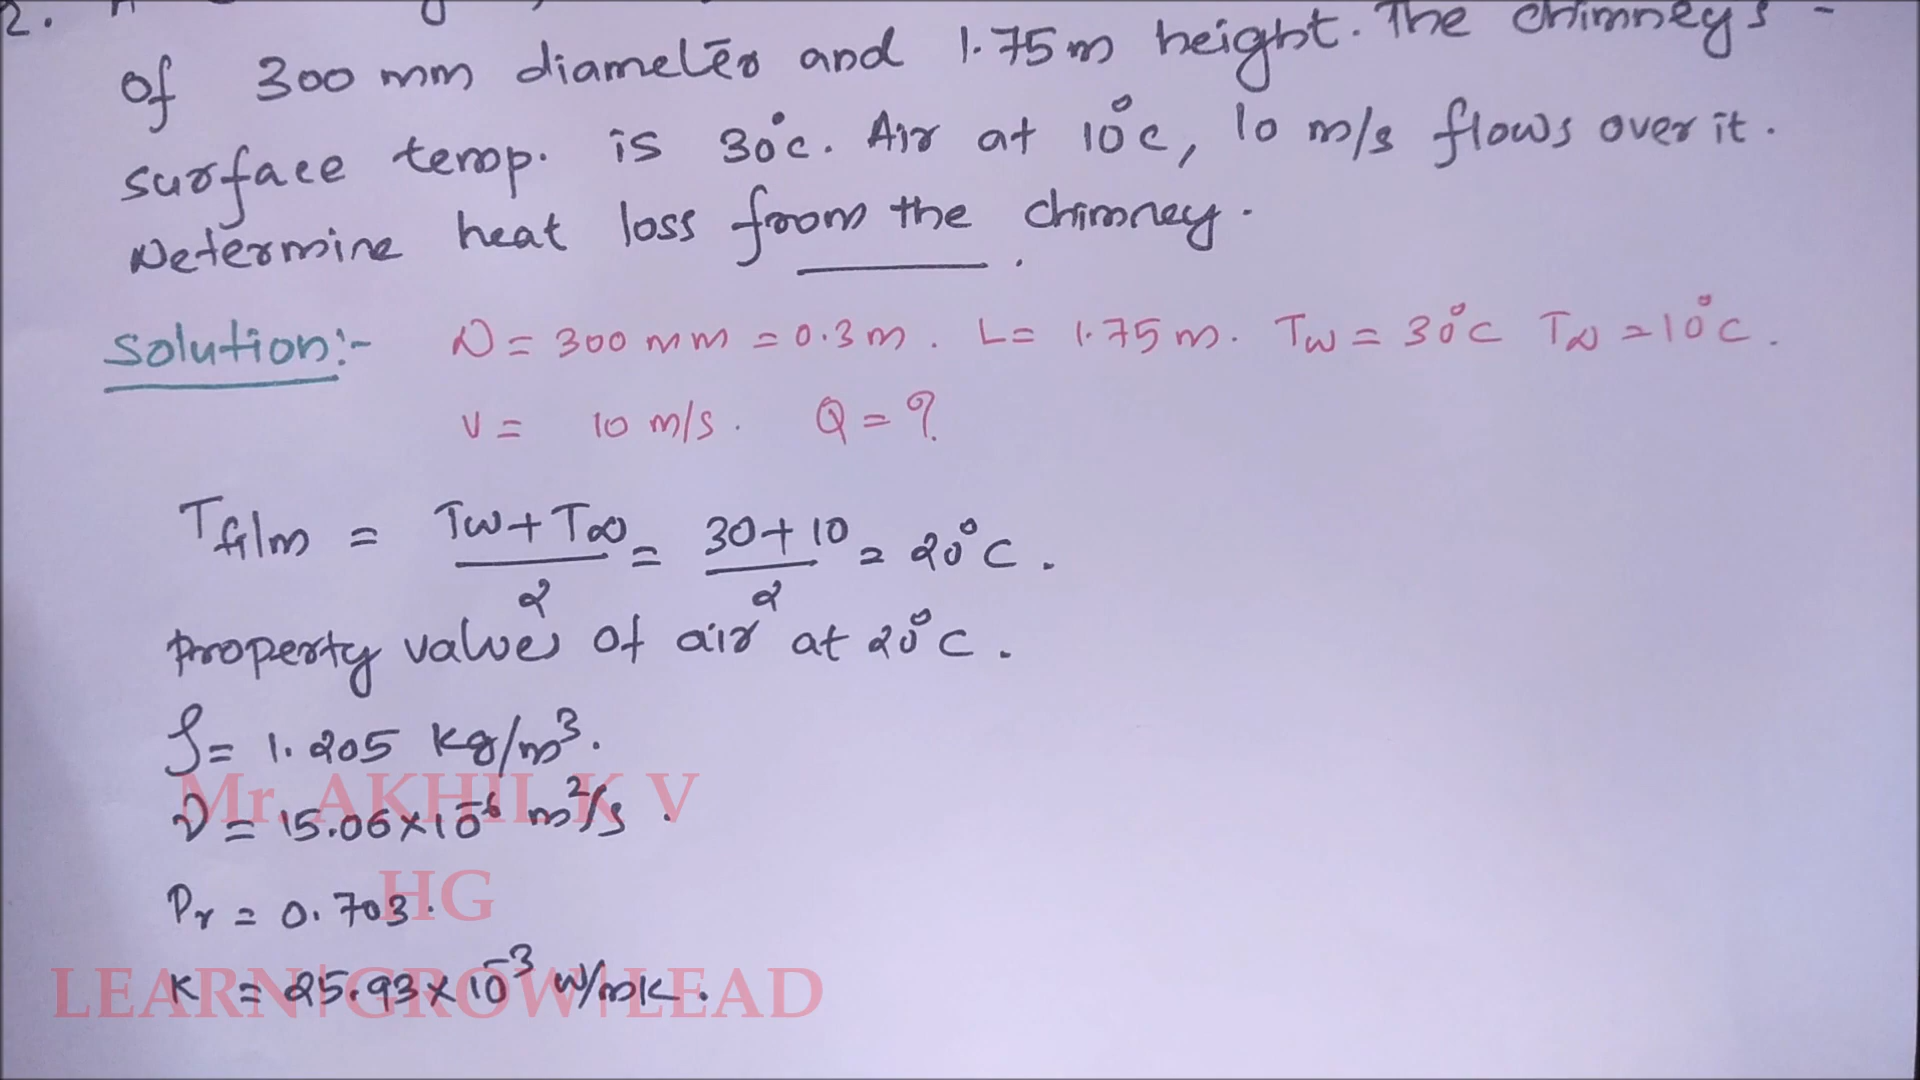 2.
of 300 mm diameter and 1.75m height. The chimneys -
surface temp. is 30°c. Air at 10°c, 10 m/s flows over it.
Determine heat loss from the chimney.
Solution:- D = 300 mm = 0.3 m. L = 1.75 m. Tw = 30°C T∞ = 10°C.
V = 10 m/s. Q = ?
Tfilm = Tw + T∞ / 2 = 30 + 10 / 2 = 20°C.
Property values of air at 20°C.
ρ = 1.205 kg/m³.
ν = 15.06 × 10⁻⁶ m²/s.
Pr = 0.703.
K = 25.93 × 10⁻³ W/mK.
Mr. AKHIL K V
HG
LEARN|GROW|LEAD